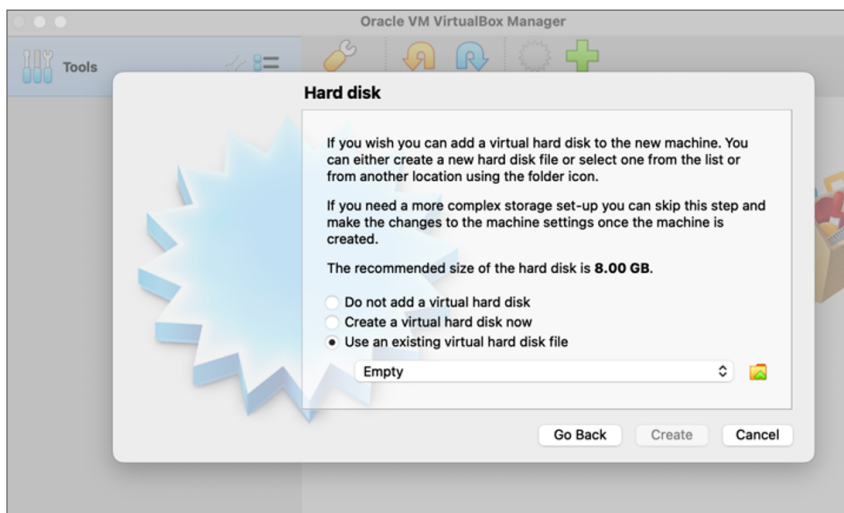 Oracle VM VirtualBox Manager
Tools
Hard disk
If you wish you can add a virtual hard disk to the new machine. You
can either create a new hard disk file or select one from the list or
from another location using the folder icon.
If you need a more complex storage set-up you can skip this step and
make the changes to the machine settings once the machine is
created.
The recommended size of the hard disk is 8.00 GB.
Do not add a virtual hard disk
Create a virtual hard disk now
Use an existing virtual hard disk file
Empty
Go Back
Create
Cancel